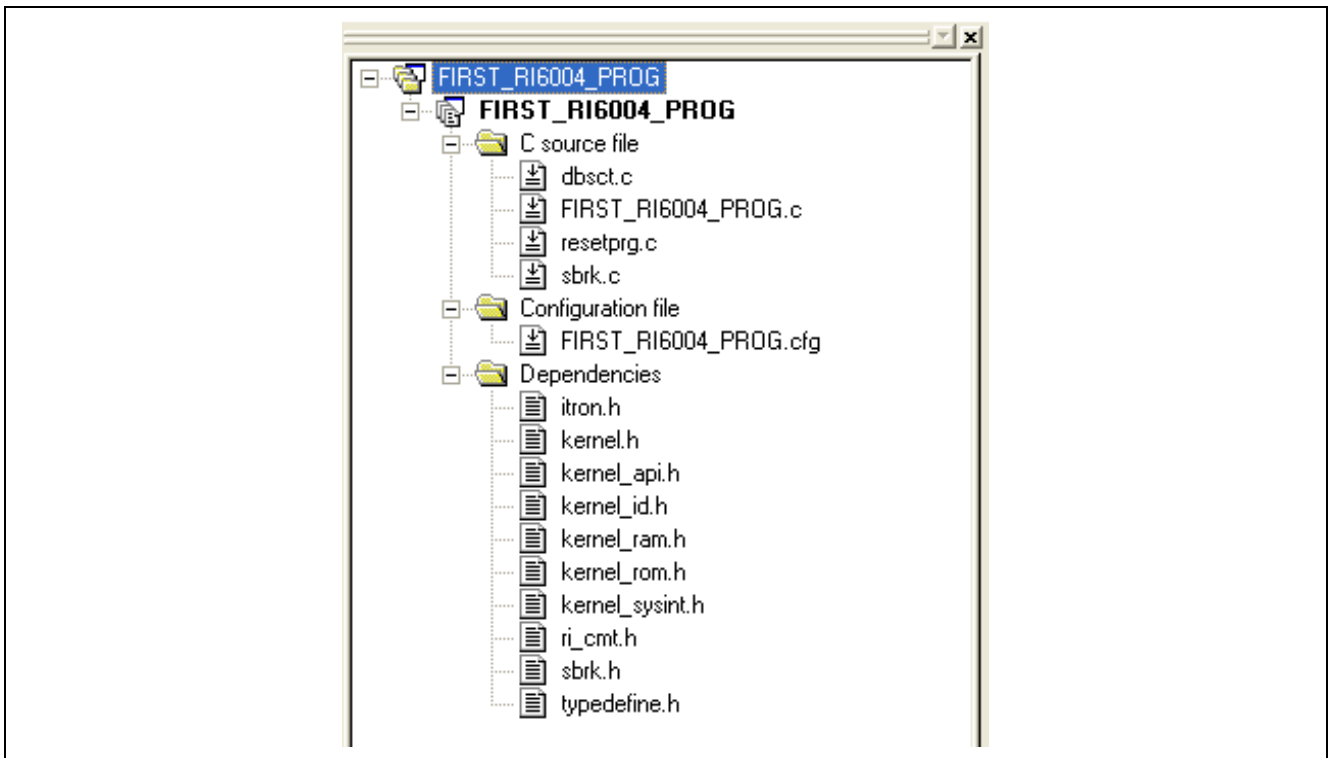 FIRST_RI6004_PROG
FIRST_RI6004_PROG
C source file
dbsct.c
FIRST_RI6004_PROG.c
resetprg.c
sbrk.c
Configuration file
FIRST_RI6004_PROG.cfg
Dependencies
itron.h
kernel.h
kernel_api.h
kernel_id.h
kernel_ram.h
kernel_rom.h
kernel_sysint.h
ri_cmt.h
sbrk.h
typedefine.h